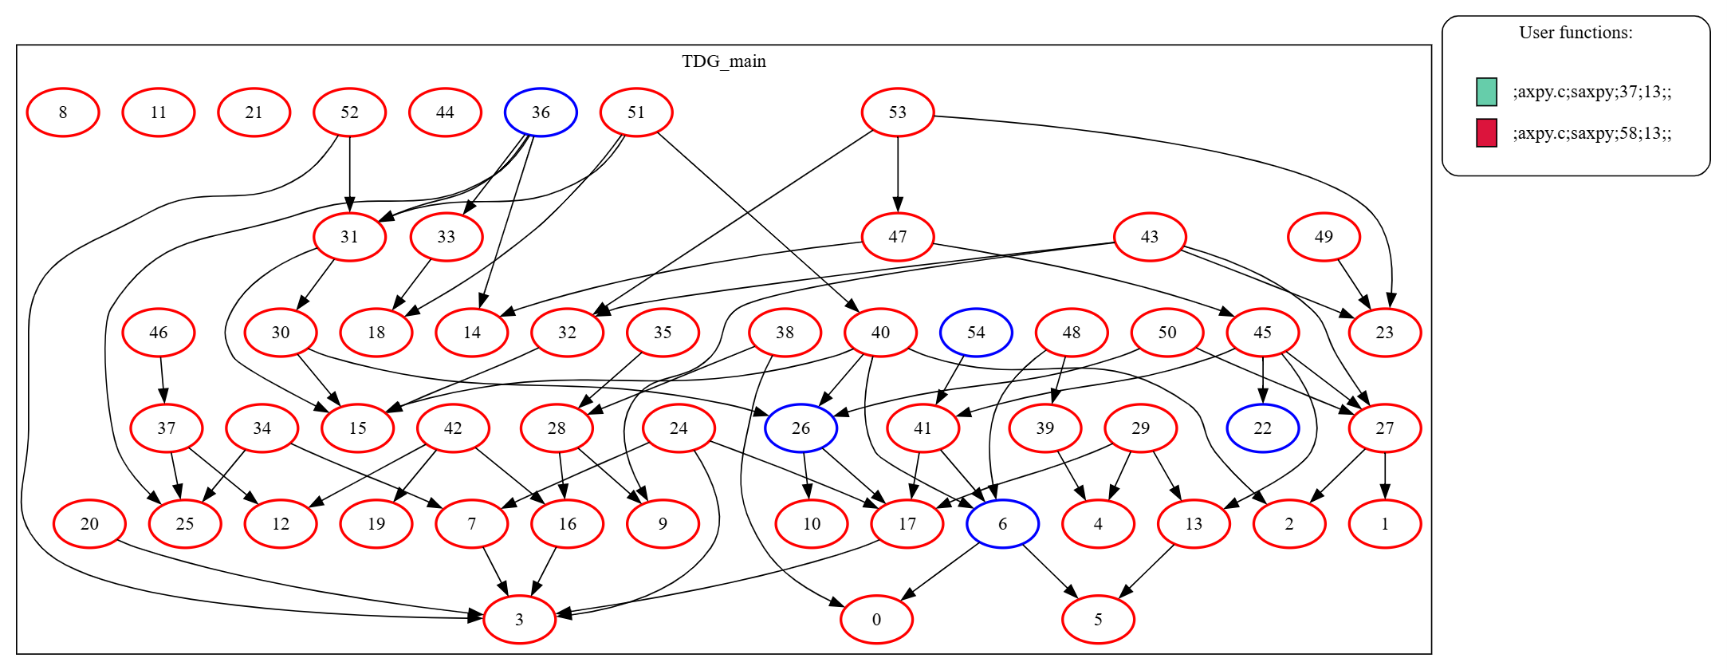 User functions:
TDG_main
;axpy.c;saxpy;37;13;;
8 11 21 52 44 36 51 53
;axpy.c;saxpy;58;13;;
31 33 47 43 49
46 30 18 14 32 35 38 40 54 48 50 45 23
37 34 15 42 28 24 26 41 39 29 22 27
20 25 12 19 7 16 9 10 17 6 4 13 2 1
3 0 5